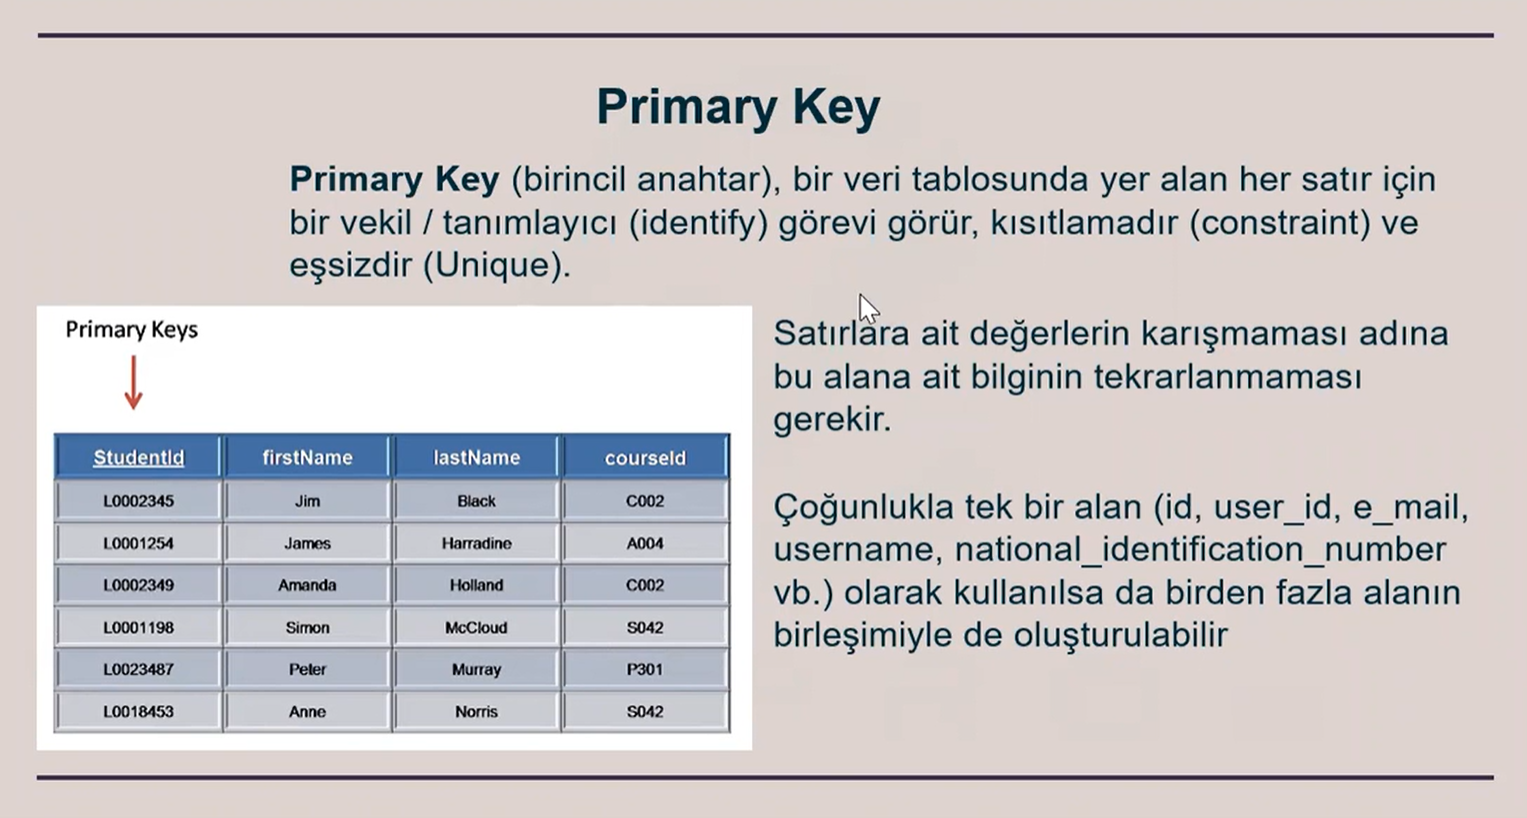 Primary Key
Primary Key (birincil anahtar), bir veri tablosunda yer alan her satır için
bir vekil / tanımlayıcı (identify) görevi görür, kısıtlamadır (constraint) ve
eşsizdir (Unique).
Primary Keys
StudentId firstName lastName courseId
L0002345 Jim Black C002
L0001254 James Harradine A004
L0002349 Amanda Holland C002
L0001198 Simon McCloud S042
L0023487 Peter Murray P301
L0018453 Anne Norris S042
Satırlara ait değerlerin karışmaması adına
bu alana ait bilginin tekrarlanmaması
gerekir.
Çoğunlukla tek bir alan (id, user_id, e_mail,
username, national_identification_number
vb.) olarak kullanılsa da birden fazla alanın
birleşimiyle de oluşturulabilir